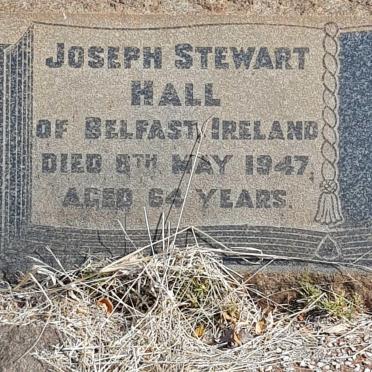 JOSEPH STEWART
HALL
OF BELFAST, IRELAND
DIED 8TH MAY 1947,
AGED 64 YEARS.